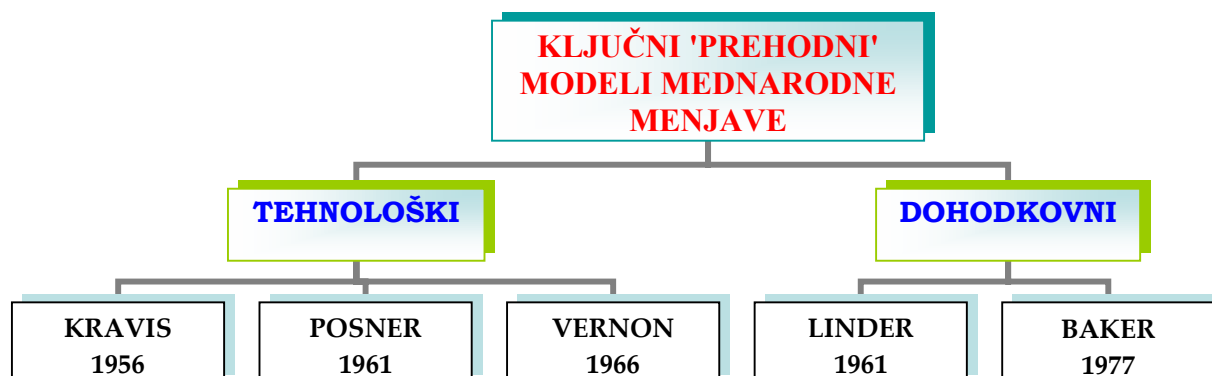 KLJUČNI 'PREHODNI'
MODELI MEDNARODNE
MENJAVE
TEHNOLOŠKI
DOHODKOVNI
KRAVIS
1956
POSNER
1961
VERNON
1966
LINDER
1961
BAKER
1977